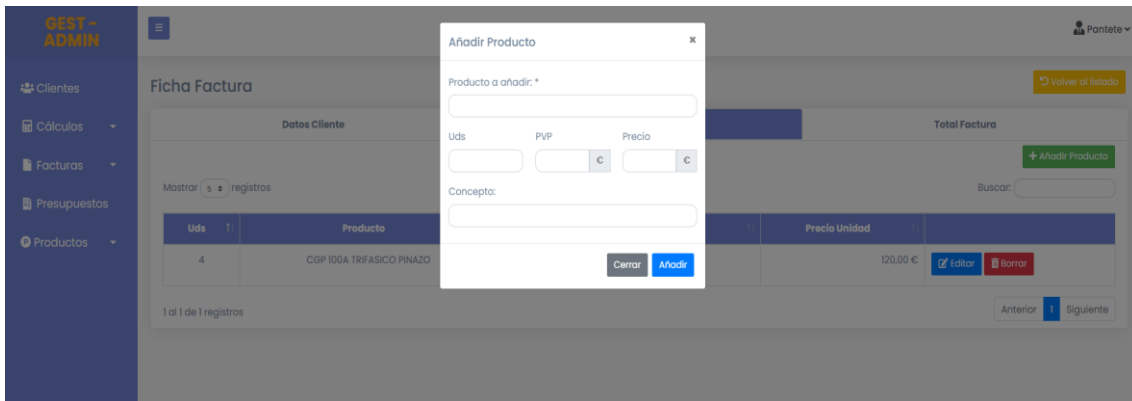 GEST -
ADMIN
Pantete
Clientes
Cálculos
Facturas
Presupuestos
Productos
Ficha Factura
Volver al listado
Datos Cliente
Total Factura
+ Añadir Producto
Mostrar 5 registros
Buscar:
Uds Producto Precio Unidad
4 CGP 100A TRIFASICO PINAZO 120,00 € Editar Borrar
1 al 1 de 1 registros
Anterior 1 Siguiente
Añadir Producto x
Producto a añadir: *
Uds PVP Precio
€ €
Concepto:
Cerrar Añadir